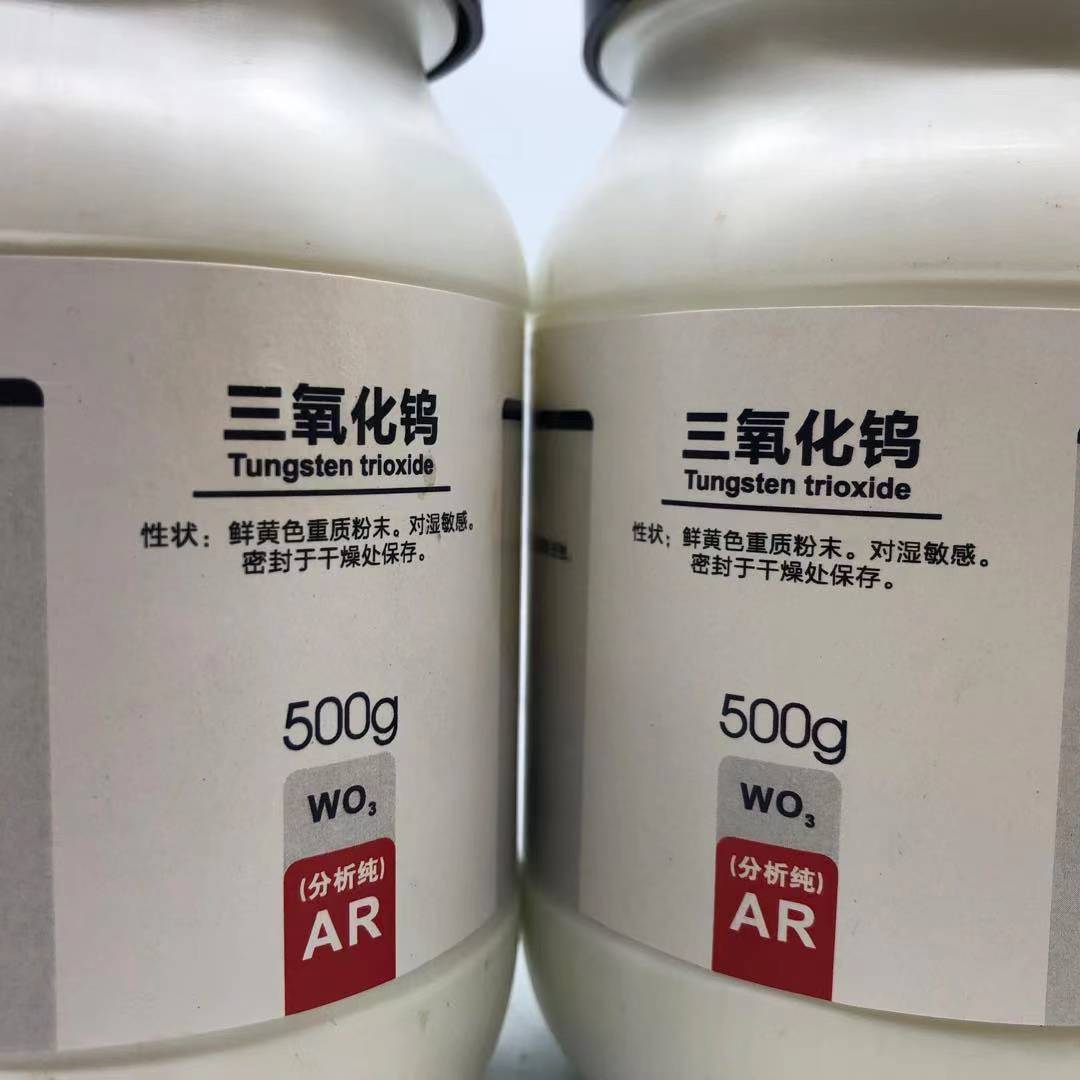 三氧化钨
Tungsten trioxide
性状：鲜黄色重质粉末。对湿敏感。
密封于干燥处保存。
500g
WO₃
(分析纯)
AR
三氧化钨
Tungsten trioxide
性状：鲜黄色重质粉末。对湿敏感。
密封于干燥处保存。
500g
WO₃
(分析纯)
AR